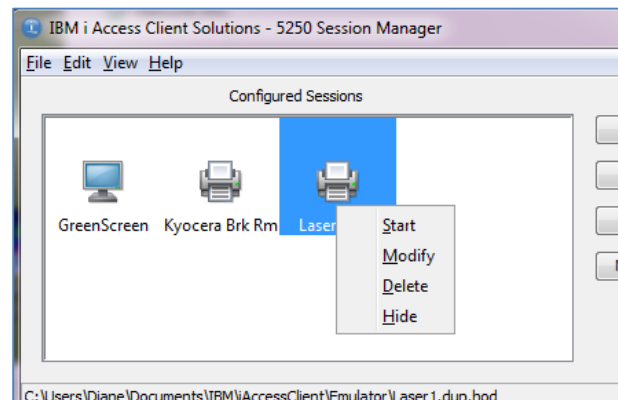 IBM i Access Client Solutions - 5250 Session Manager
File Edit View Help
Configured Sessions
GreenScreen Kyocera Brk Rm Laser
Start
Modify
Delete
Hide
C:\Users\Diane\Documents\IBM\iAccessClient\Emulator\Laser1.dup.hod